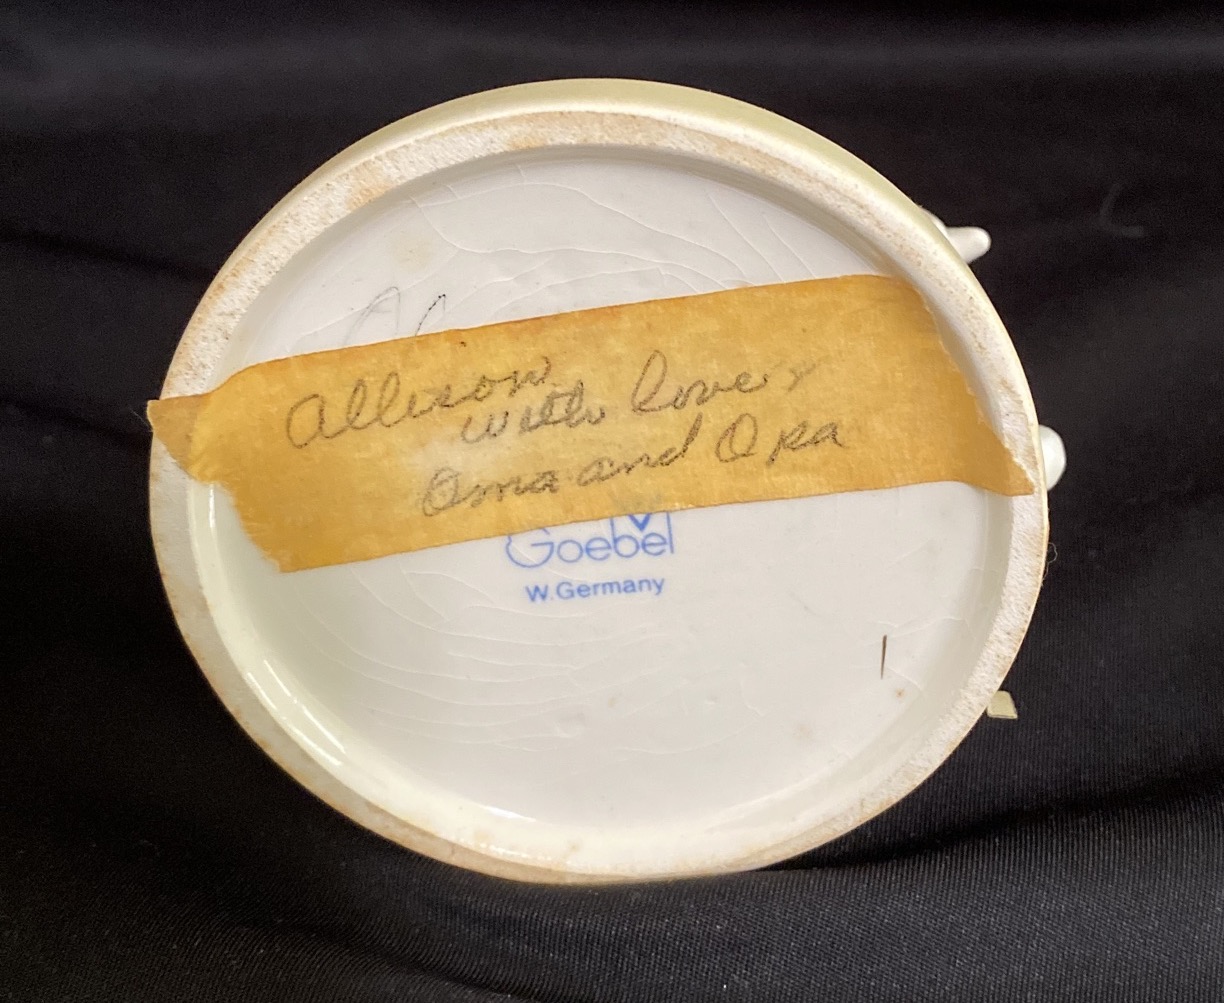 Allison
with love,
Oma and Opa
Goebel
W.Germany